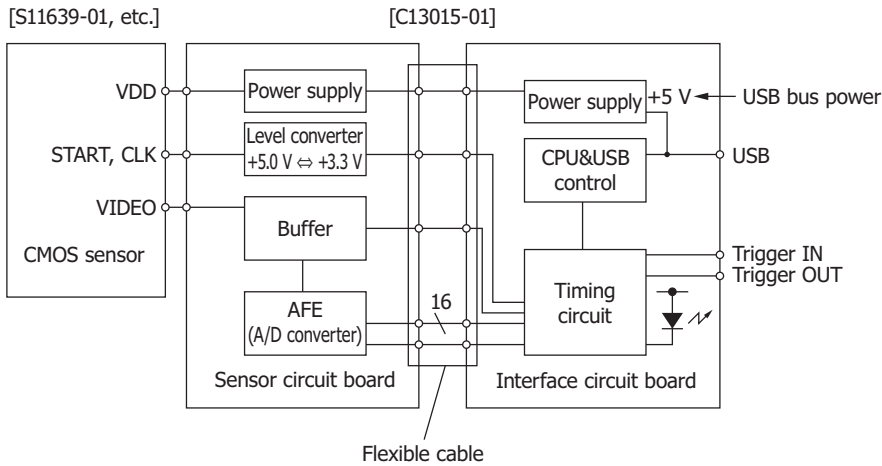 [S11639-01, etc.]
[C13015-01]
VDD
Power supply
Power supply
+5 V
USB bus power
START, CLK
Level converter
+5.0 V ⇔ +3.3 V
CPU&USB
control
USB
VIDEO
Buffer
CMOS sensor
Trigger IN
Trigger OUT
Timing
circuit
AFE
(A/D converter)
16
Sensor circuit board
Interface circuit board
Flexible cable